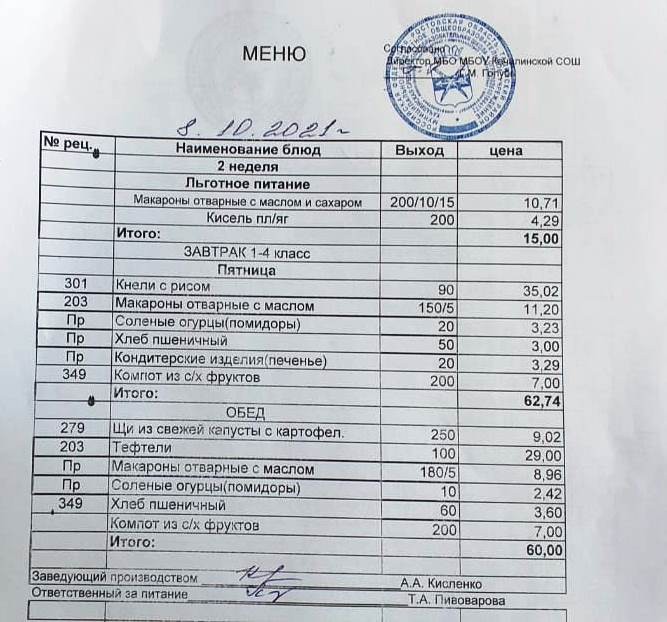 МЕНЮ
Согласовано
Директор МБО МБОУ Качалинской СОШ
Г.М. Голуб
8.10.2021г
№ рец. Наименование блюд Выход цена
2 неделя
Льготное питание
Макароны отварные с маслом и сахаром 200/10/15 10,71
Кисель пл/яг 200 4,29
Итого: 15,00
ЗАВТРАК 1-4 класс
Пятница
301 Кнели с рисом 90 35,02
203 Макароны отварные с маслом 150/5 11,20
Пр Соленые огурцы(помидоры) 20 3,23
Пр Хлеб пшеничный 50 3,00
Пр Кондитерские изделия(печенье) 20 3,29
349 Компот из с/х фруктов 200 7,00
Итого: 62,74
ОБЕД
279 Щи из свежей капусты с картофел. 250 9,02
203 Тефтели 100 29,00
Пр Макароны отварные с маслом 180/5 8,96
Пр Соленые огурцы(помидоры) 10 2,42
349 Хлеб пшеничный 60 3,60
Компот из с/х фруктов 200 7,00
Итого: 60,00
Заведующий производством А.А. Кисленко
Ответственный за питание Т.А. Пивоварова